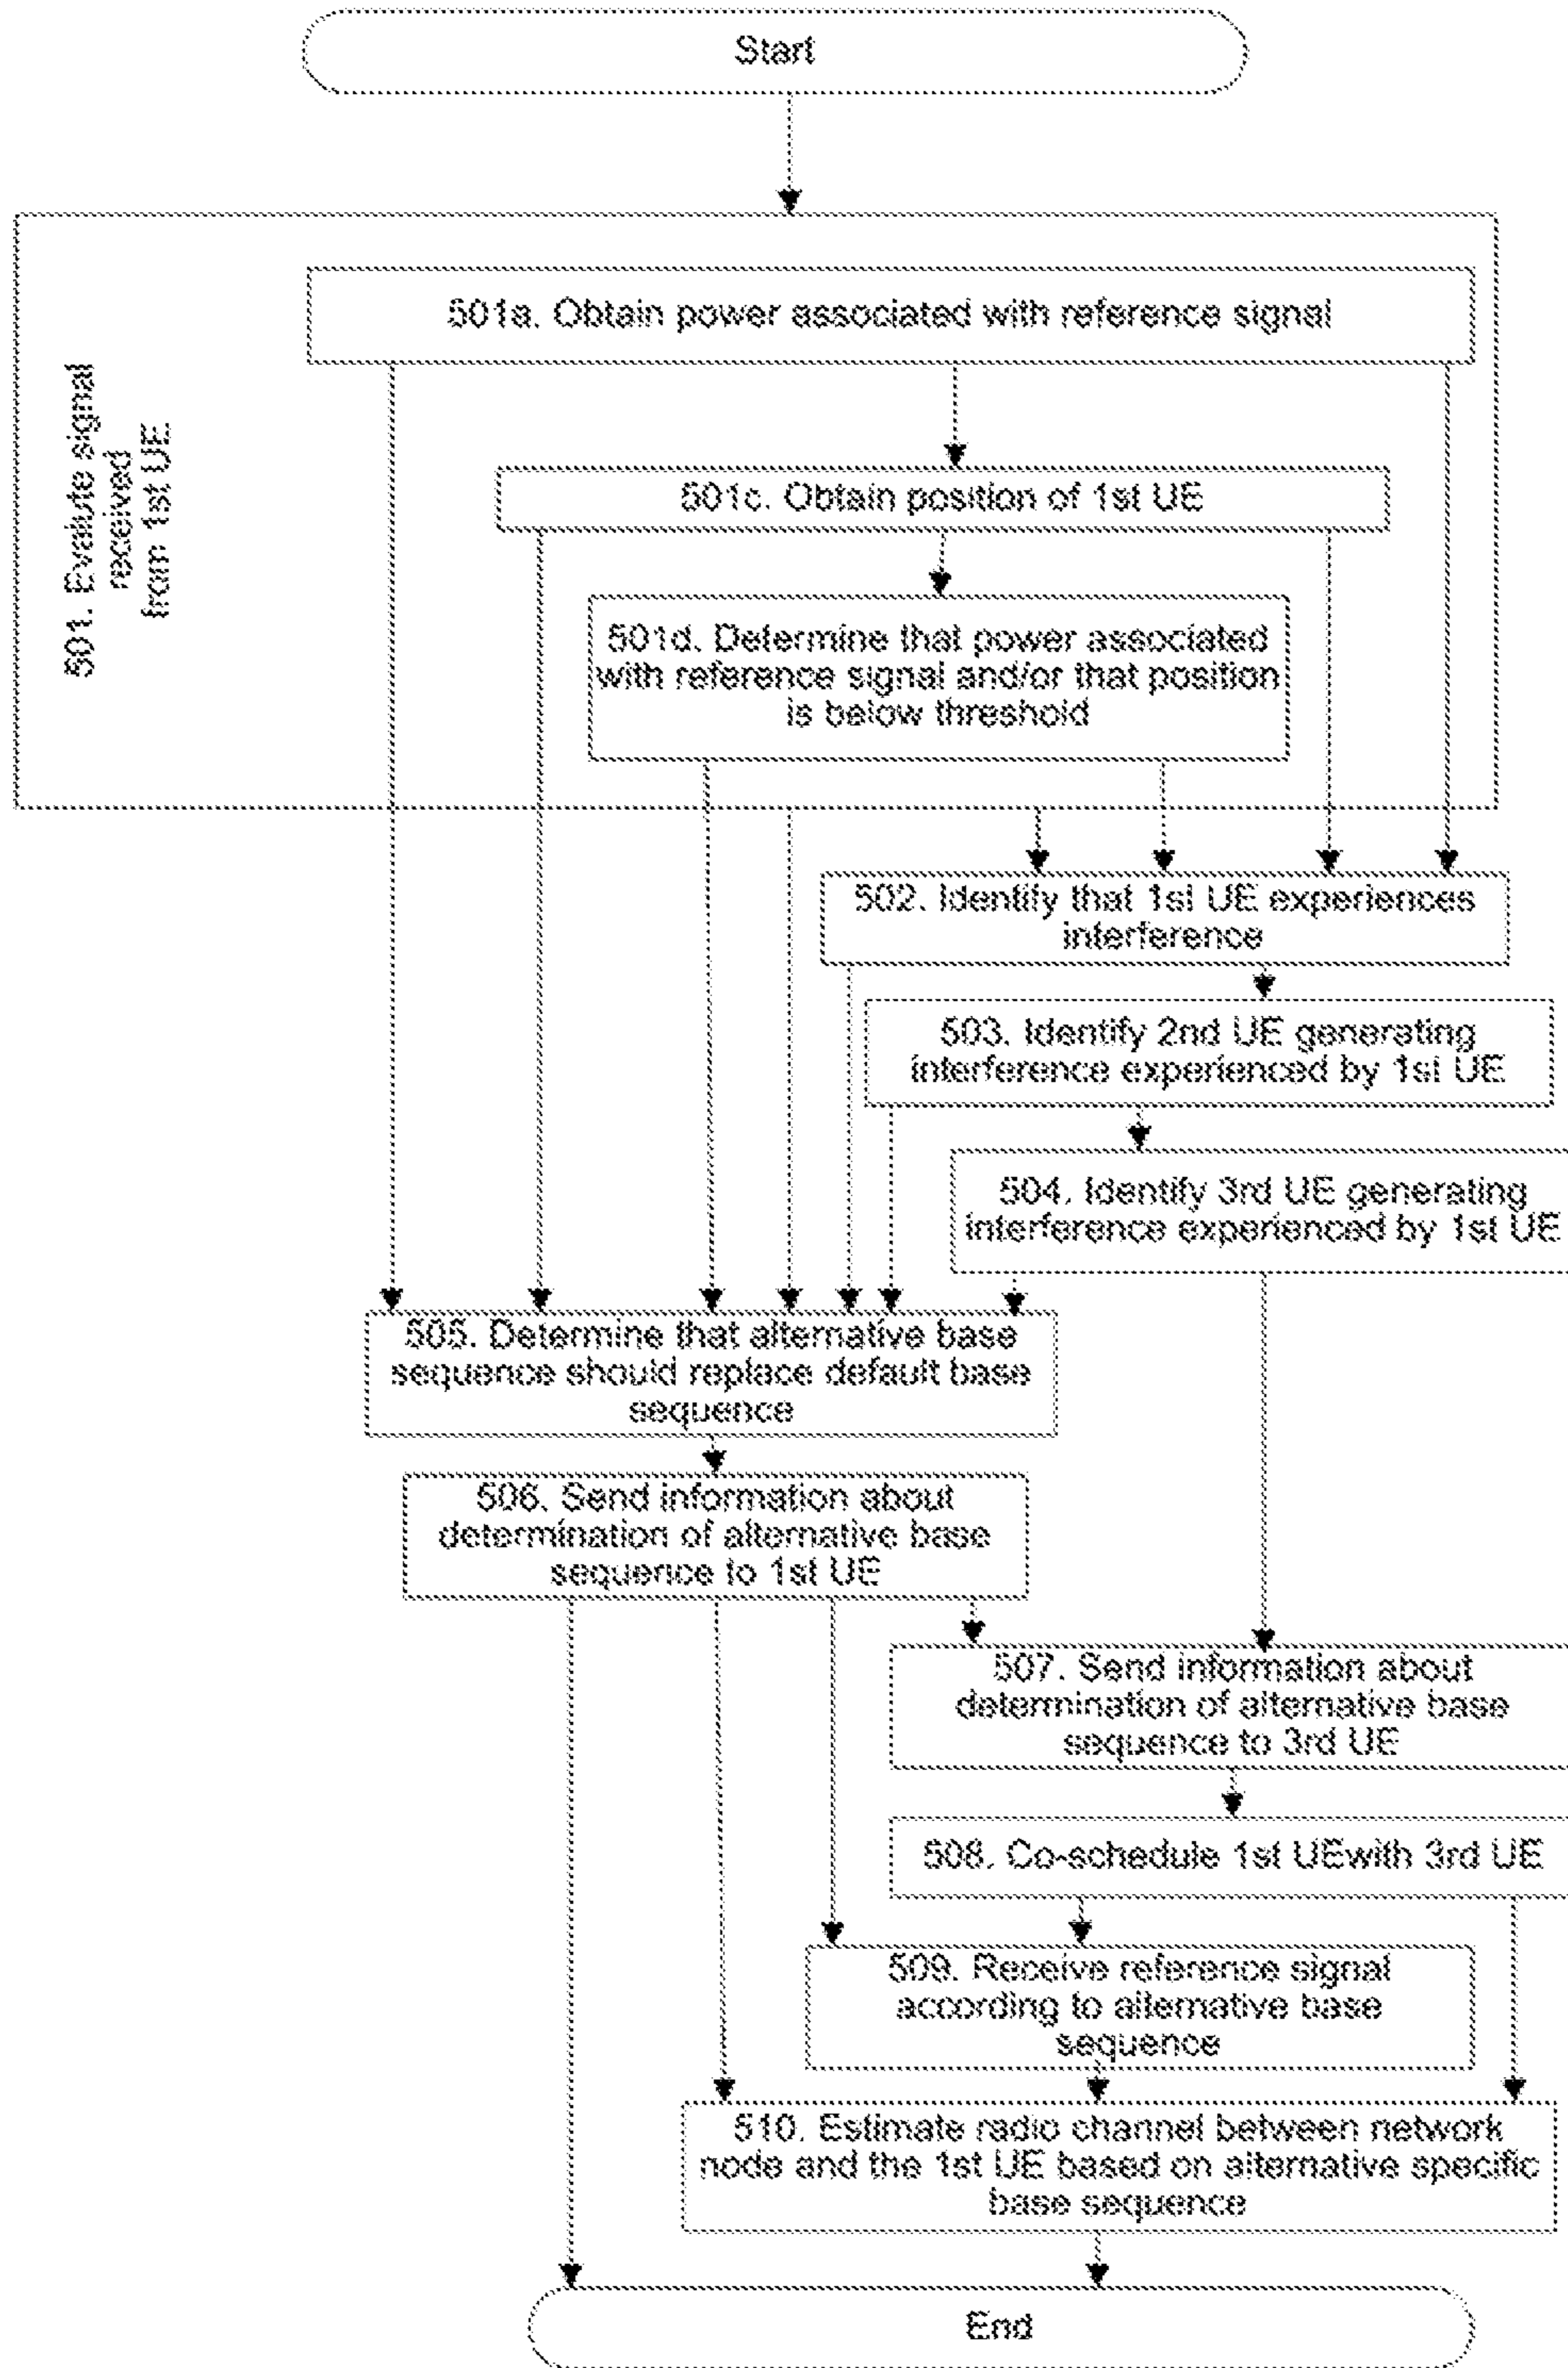 Start
501. Evaluate signal
received
from 1st UE
501a. Obtain power associated with reference signal
501c. Obtain position of 1st UE
501d. Determine that power associated
with reference signal and/or that position
is below threshold
502. Identify that 1st UE experiences
interference
503. Identify 2nd UE generating
interference experienced by 1st UE
504. Identify 3rd UE generating
interference experienced by 1st UE
505. Determine that alternative base
sequence should replace default base
sequence
506. Send information about
determination of alternative base
sequence to 1st UE
507. Send information about
determination of alternative base
sequence to 3rd UE
508. Co-schedule 1st UEwith 3rd UE
509. Receive reference signal
according to alternative base
sequence
510. Estimate radio channel between network
node and the 1st UE based on alternative specific
base sequence
End